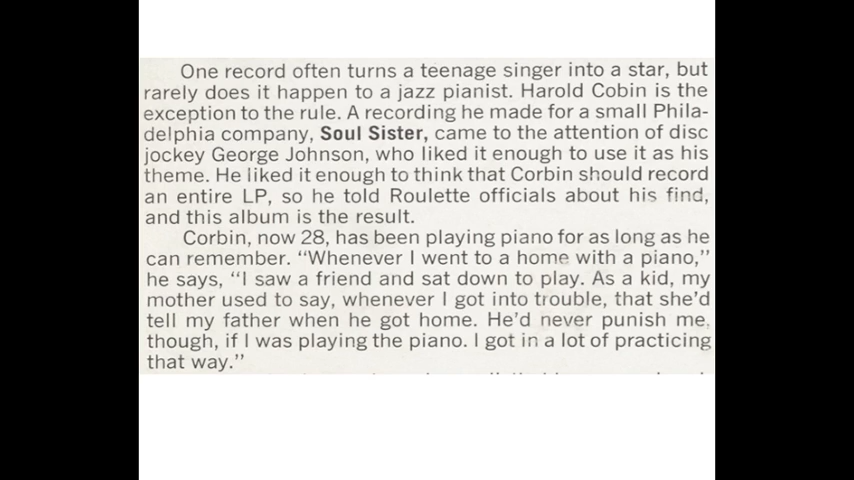 One record often turns a teenage singer into a star, but
rarely does it happen to a jazz pianist. Harold Cobin is the
exception to the rule. A recording he made for a small Phila-
delphia company, Soul Sister, came to the attention of disc
jockey George Johnson, who liked it enough to use it as his
theme. He liked it enough to think that Corbin should record
an entire LP, so he told Roulette officials about his find,
and this album is the result.
Corbin, now 28, has been playing piano for as long as he
can remember. “Whenever I went to a home with a piano,”
he says, “I saw a friend and sat down to play. As a kid, my
mother used to say, whenever I got into trouble, that she’d
tell my father when he got home. He’d never punish me,
though, if I was playing the piano. I got in a lot of practicing
that way.”